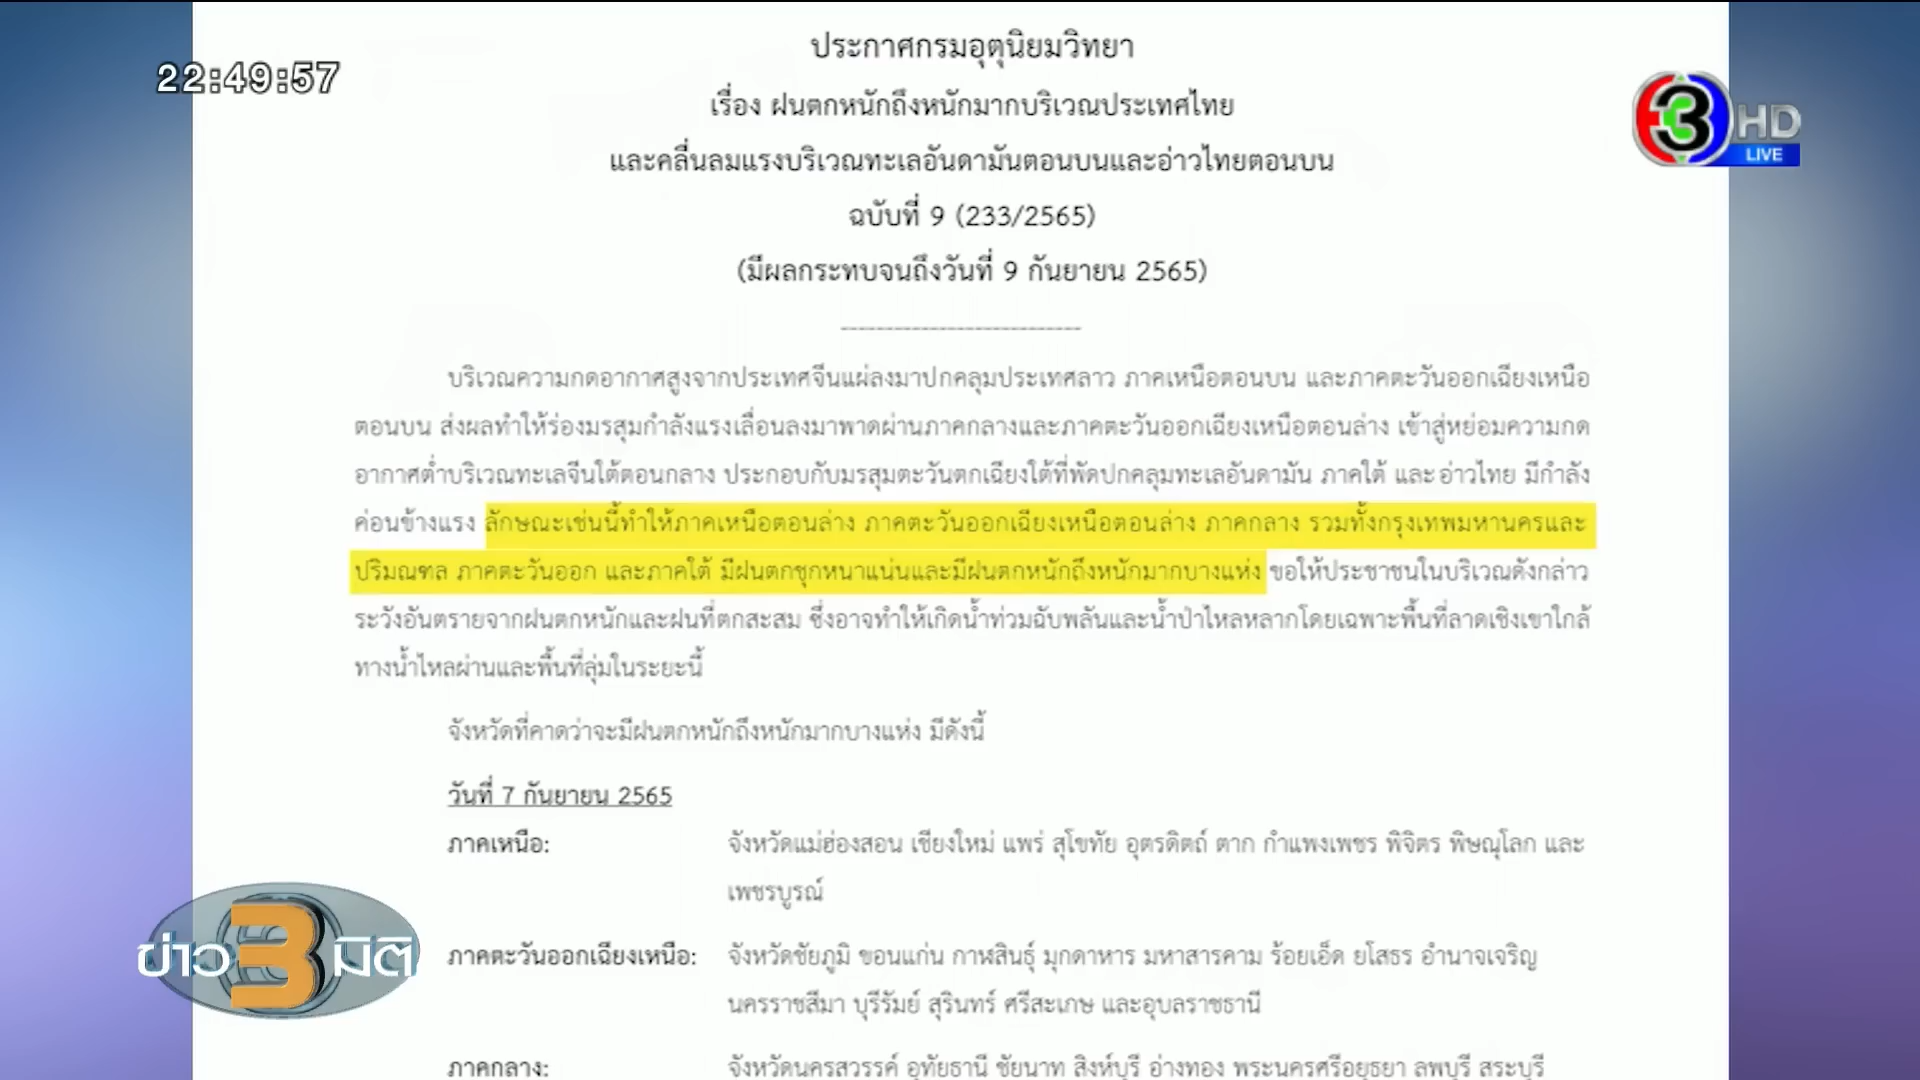 ประกาศกรมอุตุนิยมวิทยา
22:49:57
เรื่อง ฝนตกหนักถึงหนักมากบริเวณประเทศไทย
3 HD
LIVE
และคลื่นลมแรงบริเวณทะเลอันดามันตอนบนและอ่าวไทยตอนบน
ฉบับที่ 9 (233/2565)
(มีผลกระทบจนถึงวันที่ 9 กันยายน 2565)
บริเวณความกดอากาศสูงจากประเทศจีนแผ่ลงมาปกคลุมประเทศลาว ภาคเหนือตอนบน และภาคตะวันออกเฉียงเหนือ
ตอนบน ส่งผลทำให้ร่องมรสุมกำลังแรงเลื่อนลงมาพาดผ่านภาคกลางและภาคตะวันออกเฉียงเหนือตอนล่าง เข้าสู่หย่อมความกด
อากาศต่ำบริเวณทะเลจีนใต้ตอนกลาง ประกอบกับมรสุมตะวันตกเฉียงใต้ที่พัดปกคลุมทะเลอันดามัน ภาคใต้ และอ่าวไทย มีกำลัง
ค่อนข้างแรง ลักษณะเช่นนี้ทำให้ภาคเหนือตอนล่าง ภาคตะวันออกเฉียงเหนือตอนล่าง ภาคกลาง รวมทั้งกรุงเทพมหานครและ
ปริมณฑล ภาคตะวันออก และภาคใต้ มีฝนตกชุกหนาแน่นและมีฝนตกหนักถึงหนักมากบางแห่ง ขอให้ประชาชนในบริเวณดังกล่าว
ระวังอันตรายจากฝนตกหนักและฝนที่ตกสะสม ซึ่งอาจทำให้เกิดน้ำท่วมฉับพลันและน้ำป่าไหลหลากโดยเฉพาะพื้นที่ลาดเชิงเขาใกล้
ทางน้ำไหลผ่านและพื้นที่ลุ่มในระยะนี้
จังหวัดที่คาดว่าจะมีฝนตกหนักถึงหนักมากบางแห่ง มีดังนี้
วันที่ 7 กันยายน 2565
ภาคเหนือ: จังหวัดแม่ฮ่องสอน เชียงใหม่ แพร่ สุโขทัย อุตรดิตถ์ ตาก กำแพงเพชร พิจิตร พิษณุโลก และ
เพชรบูรณ์
ข่าว 3 มิติ
ภาคตะวันออกเฉียงเหนือ: จังหวัดชัยภูมิ ขอนแก่น กาฬสินธุ์ มุกดาหาร มหาสารคาม ร้อยเอ็ด ยโสธร อำนาจเจริญ
นครราชสีมา บุรีรัมย์ สุรินทร์ ศรีสะเกษ และอุบลราชธานี
ภาคกลาง: จังหวัดนครสวรรค์ อุทัยธานี ชัยนาท สิงห์บุรี อ่างทอง พระนครศรีอยุธยา ลพบุรี สระบุรี